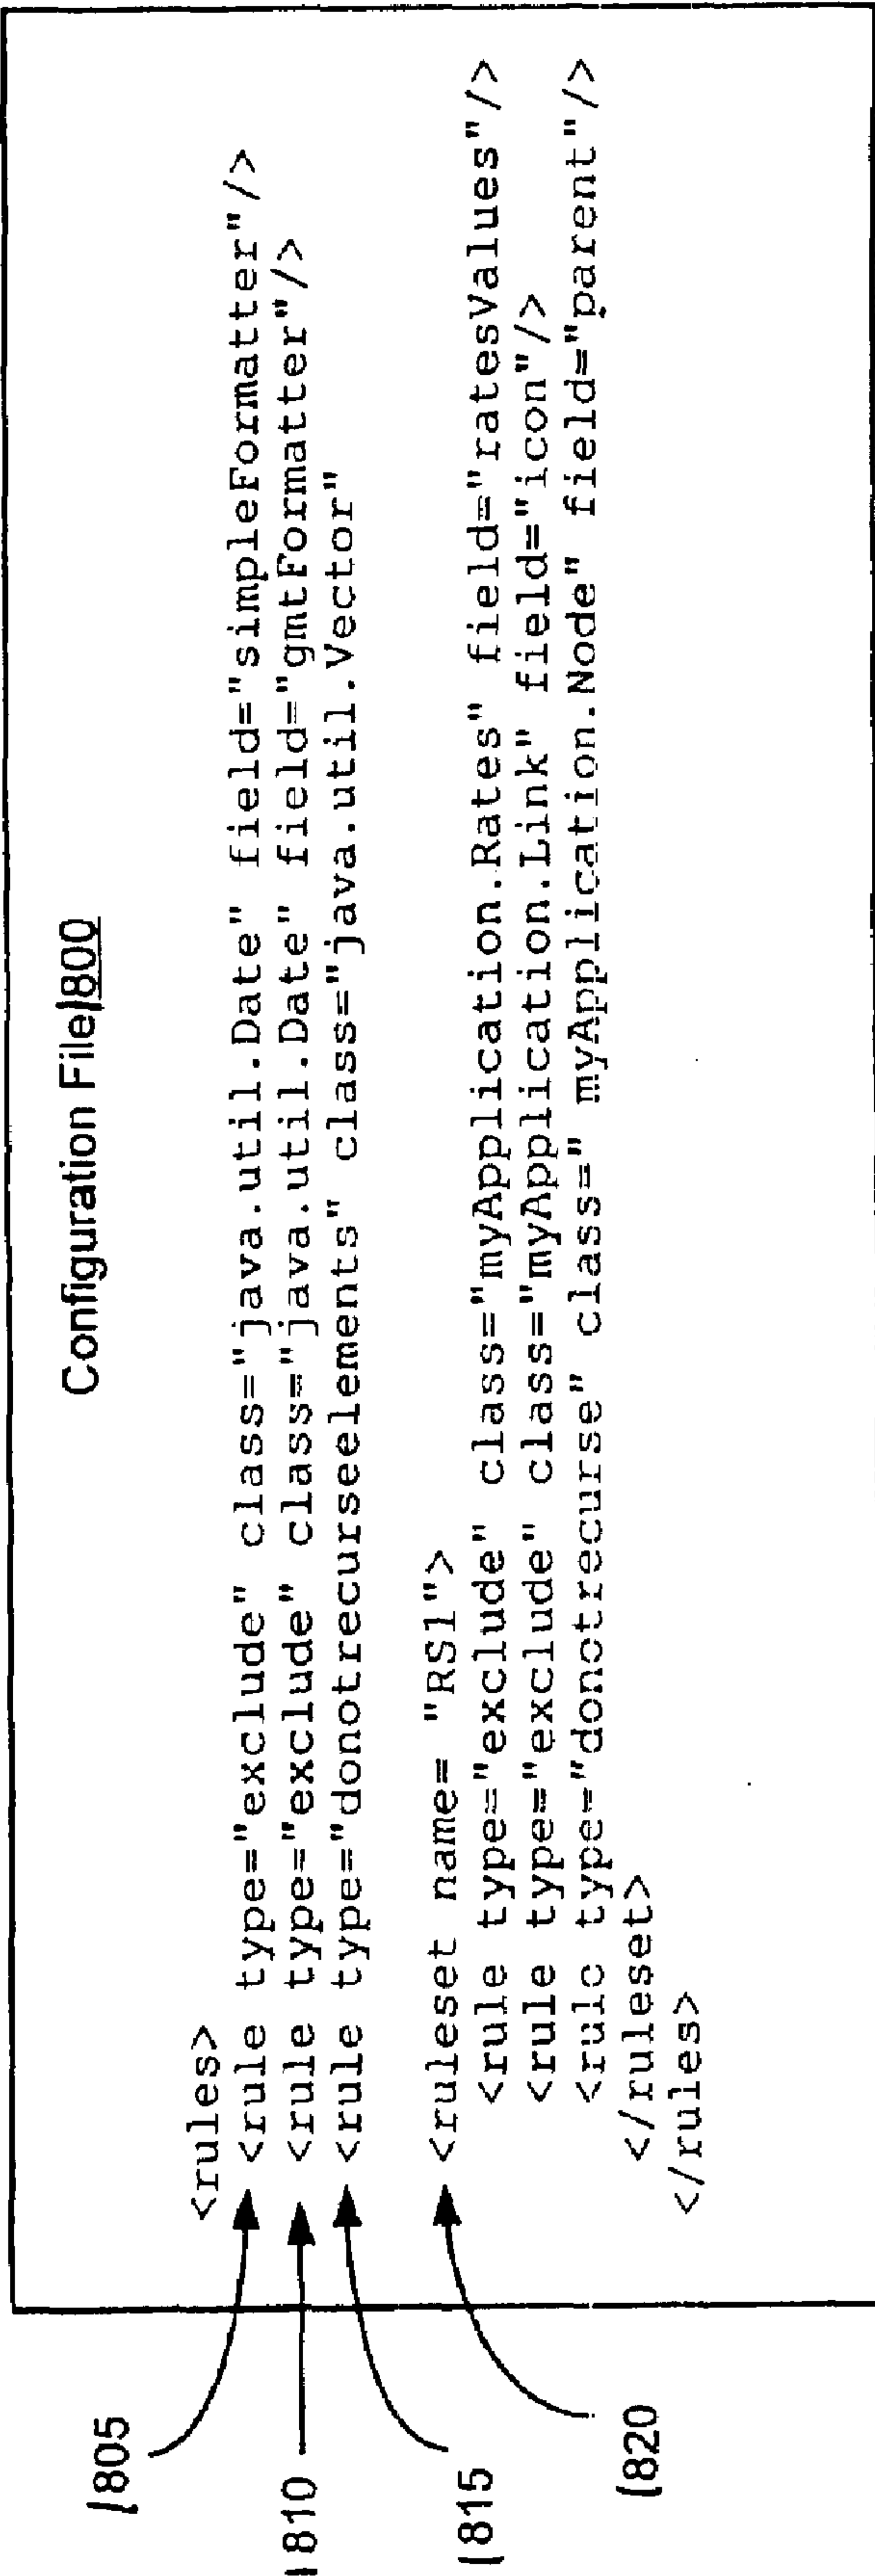 Configuration File 800
<rules>
<rule type="exclude" class="java.util.Date" field="simpleFormatter"/>
<rule type="exclude" class="java.util.Date" field="gmtFormatter"/>
<rule type="donotrecurseelements" class="java.util.Vector"
<ruleset name= "RS1">
<rule type="exclude" class="myApplication.Rates" field="ratesValues"/>
<rule type="exclude" class="myApplication.Link" field="icon"/>
<rule type="donotrecurse" class=" myApplication.Node" field="parent"/>
</ruleset>
</rules>
805
810
815
820